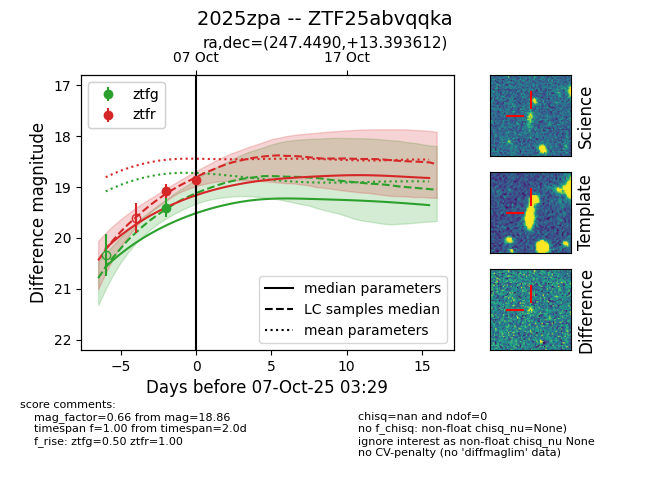 2025zpa -- ZTF25abvqqka
ra,dec=(247.4490,+13.393612)
07 Oct
17 Oct
17
18
19
20
21
22
Difference magnitude
ztfg
ztfr
median parameters
LC samples median
mean parameters
−5
0
5
10
15
Days before 07-Oct-25 03:29
Science
Template
Difference
score comments:
mag_factor=0.66 from mag=18.86
timespan f=1.00 from timespan=2.0d
f_rise: ztfg=0.50 ztfr=1.00
chisq=nan and ndof=0
no f_chisq: non-float chisq_nu=None)
ignore interest as non-float chisq_nu None
no CV-penalty (no 'diffmaglim' data)